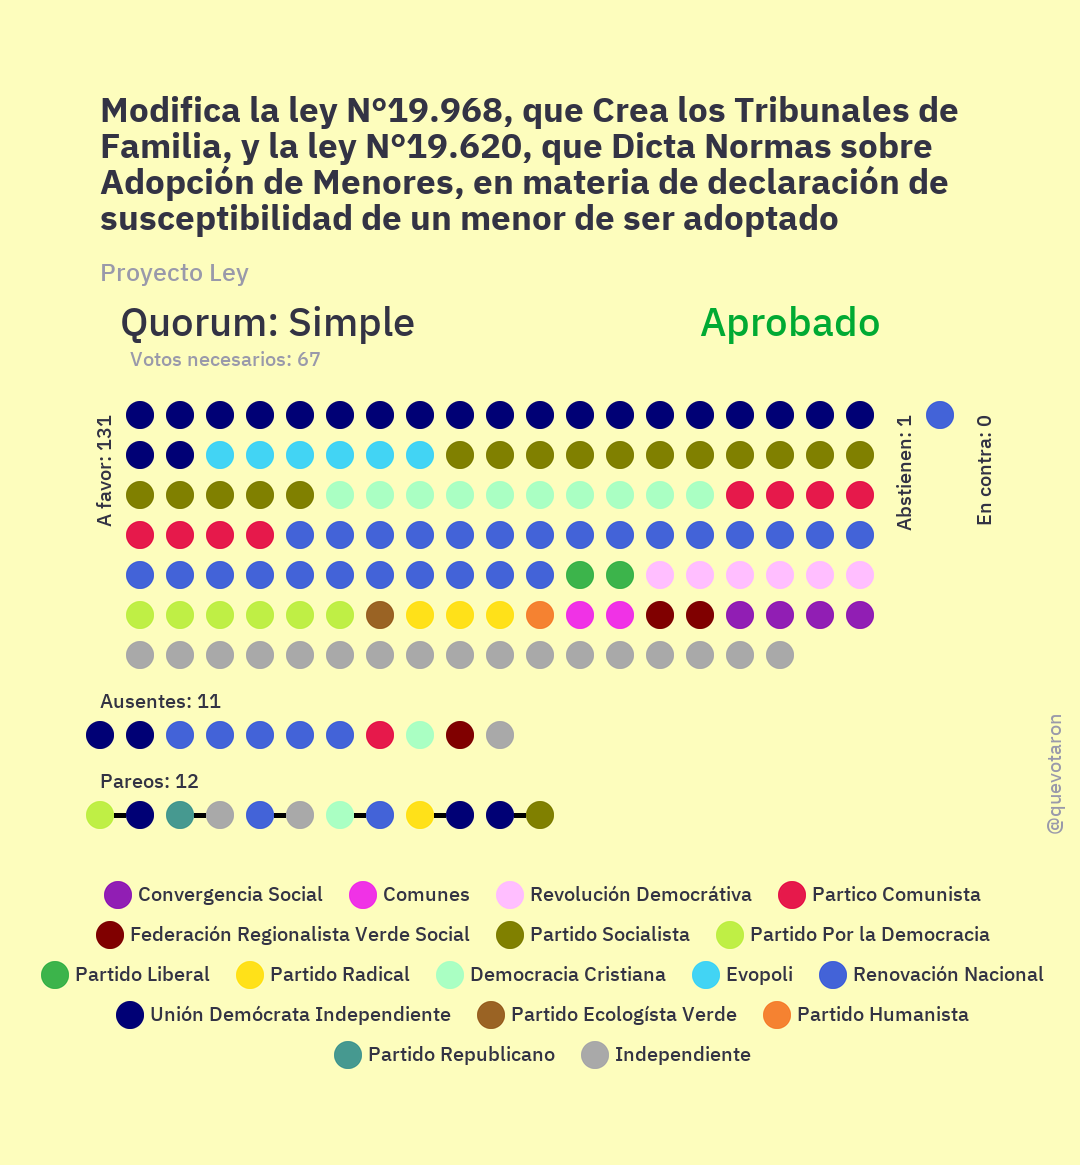 Modifica la ley N°19.968, que Crea los Tribunales de
Familia, y la ley N°19.620, que Dicta Normas sobre
Adopción de Menores, en materia de declaración de
susceptibilidad de un menor de ser adoptado
Proyecto Ley
Quorum: Simple
Aprobado
Votos necesarios: 67
A favor: 131
Abstienen: 1
En contra: 0
Ausentes: 11
Pareos: 12
@quevotaron
Convergencia Social
Comunes
Revolución Democrátiva
Partico Comunista
Federación Regionalista Verde Social
Partido Socialista
Partido Por la Democracia
Partido Liberal
Partido Radical
Democracia Cristiana
Evopoli
Renovación Nacional
Unión Demócrata Independiente
Partido Ecologísta Verde
Partido Humanista
Partido Republicano
Independiente